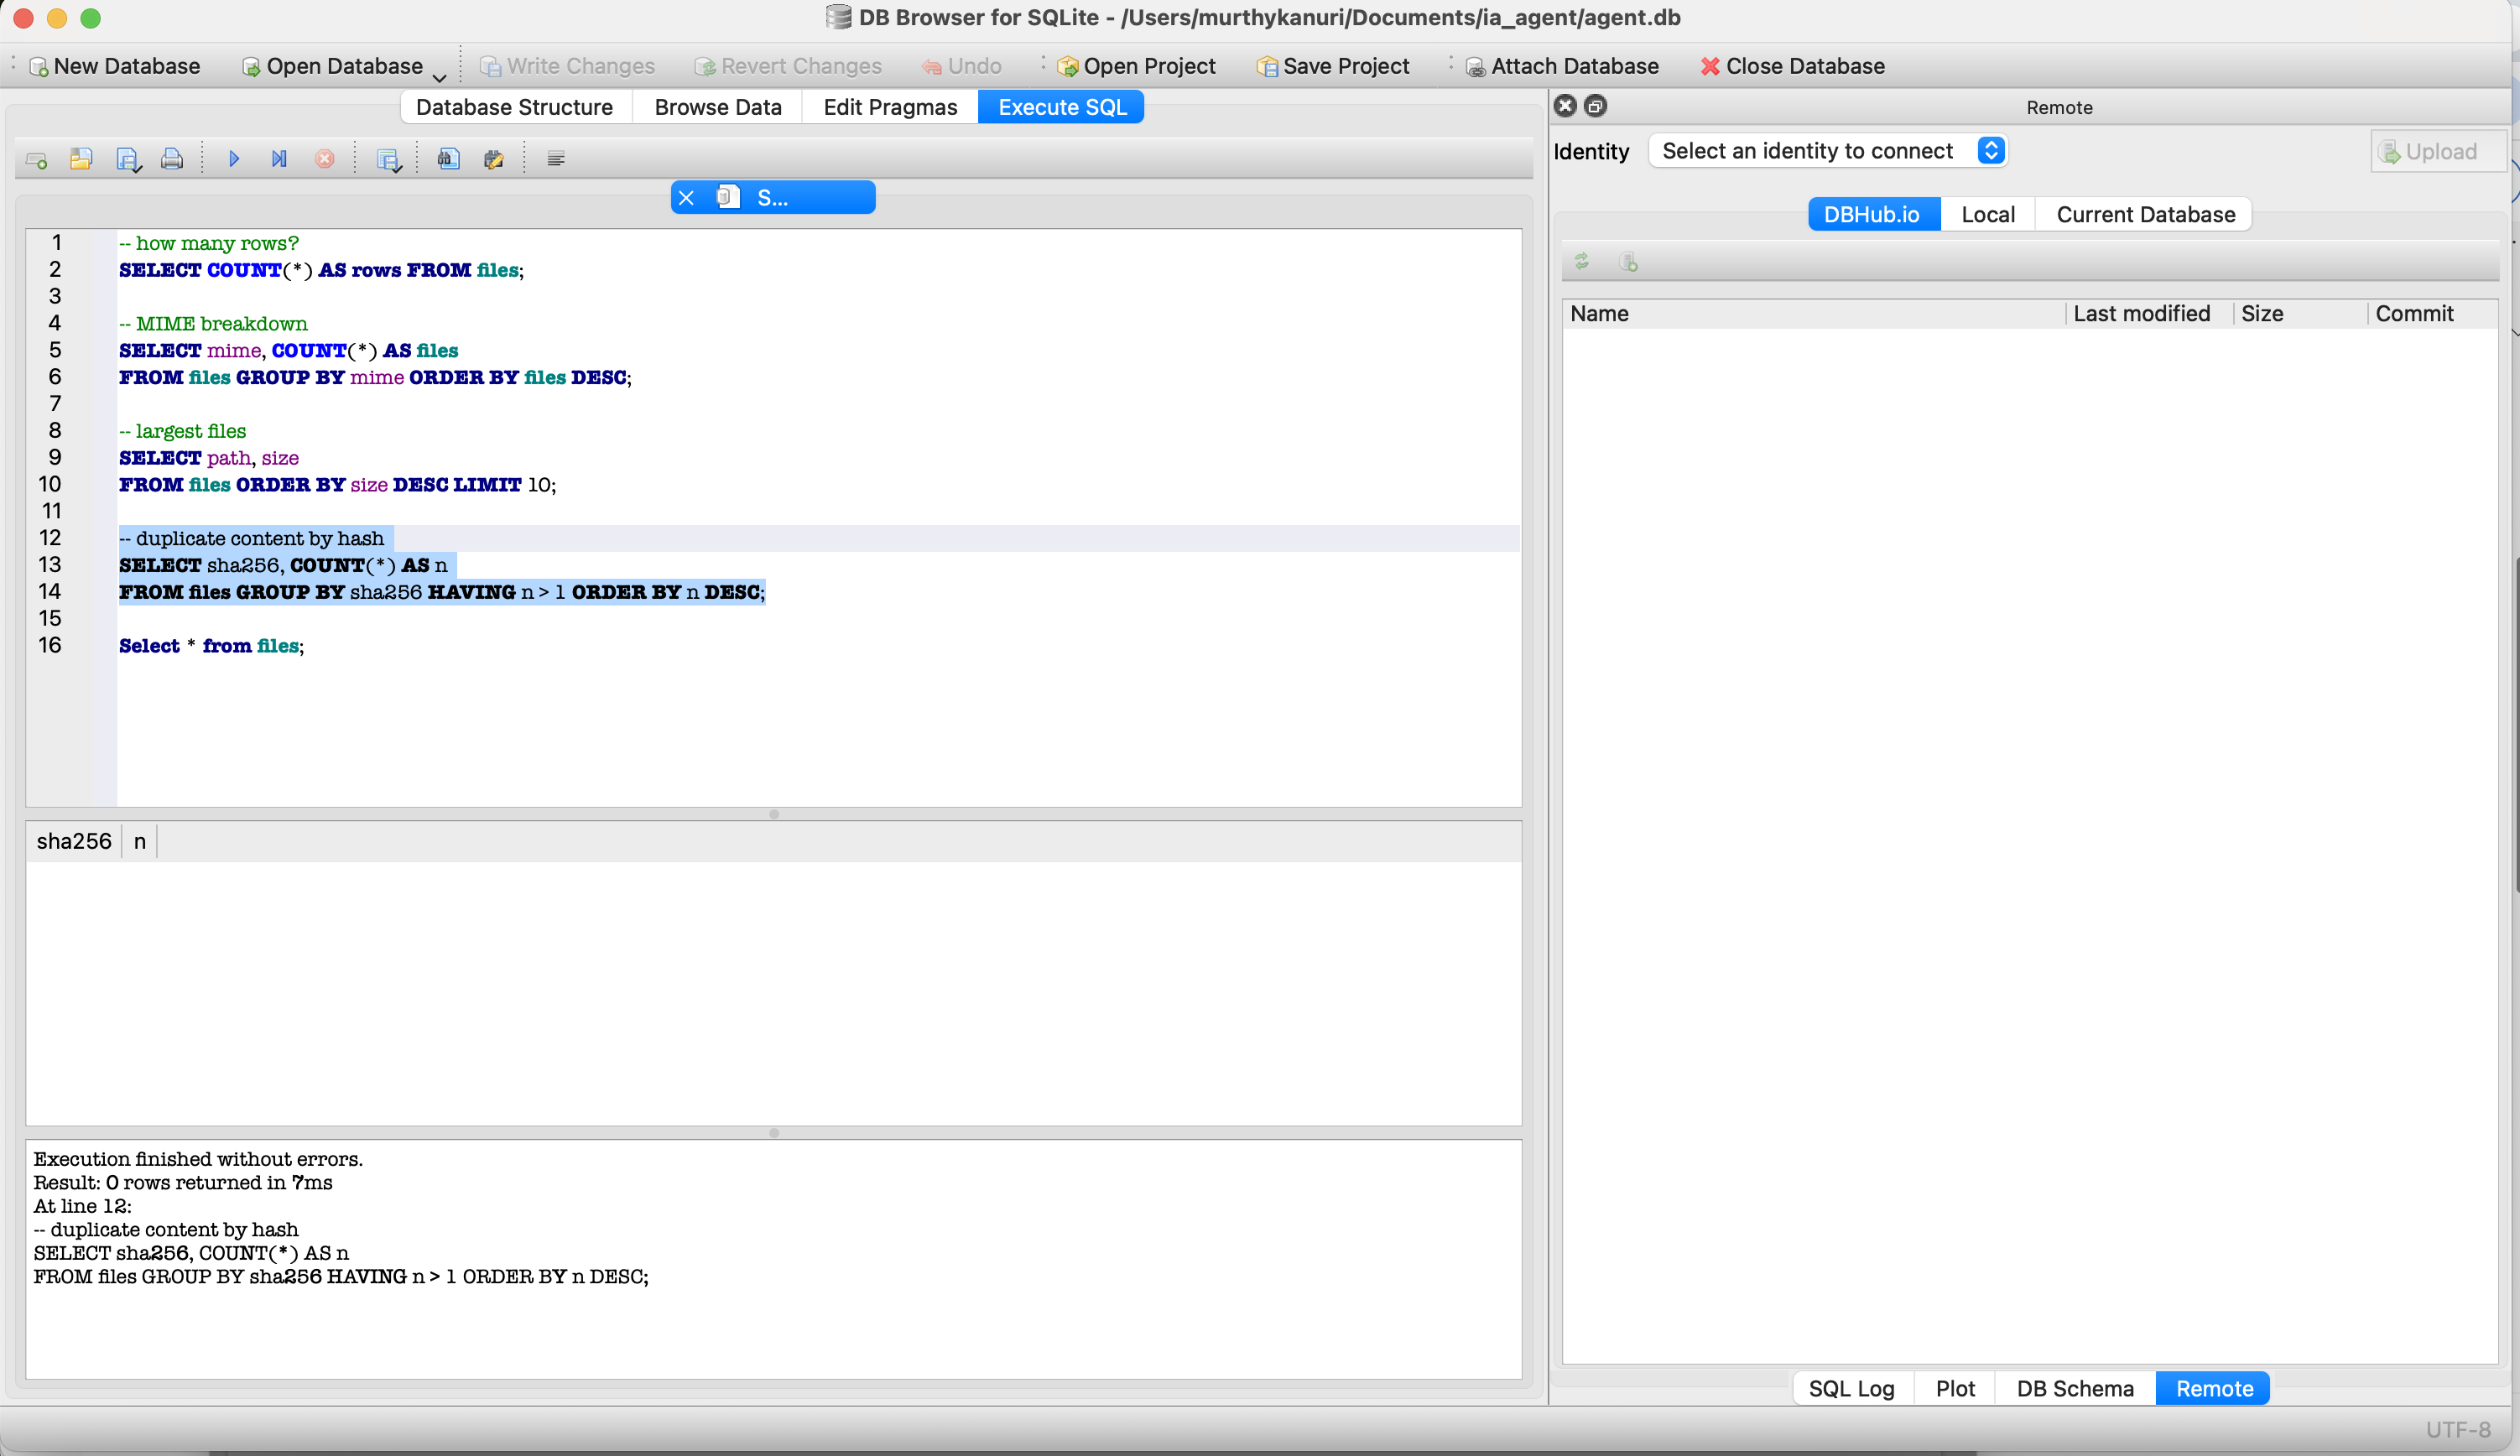 DB Browser for SQLite - /Users/murthykanuri/Documents/ia_agent/agent.db
New Database Open Database Write Changes Revert Changes Undo Open Project Save Project Attach Database Close Database
Database Structure Browse Data Edit Pragmas Execute SQL
S...
1 -- how many rows?
2 SELECT COUNT(*) AS rows FROM files;
3
4 -- MIME breakdown
5 SELECT mime, COUNT(*) AS files
6 FROM files GROUP BY mime ORDER BY files DESC;
7
8 -- largest files
9 SELECT path, size
10 FROM files ORDER BY size DESC LIMIT 10;
11
12 -- duplicate content by hash
13 SELECT sha256, COUNT(*) AS n
14 FROM files GROUP BY sha256 HAVING n > 1 ORDER BY n DESC;
15
16 Select * from files;
sha256 n
Execution finished without errors.
Result: 0 rows returned in 7ms
At line 12:
-- duplicate content by hash
SELECT sha256, COUNT(*) AS n
FROM files GROUP BY sha256 HAVING n > 1 ORDER BY n DESC;
Remote
Identity Select an identity to connect Upload
DBHub.io Local Current Database
Name Last modified Size Commit
SQL Log Plot DB Schema Remote
UTF-8